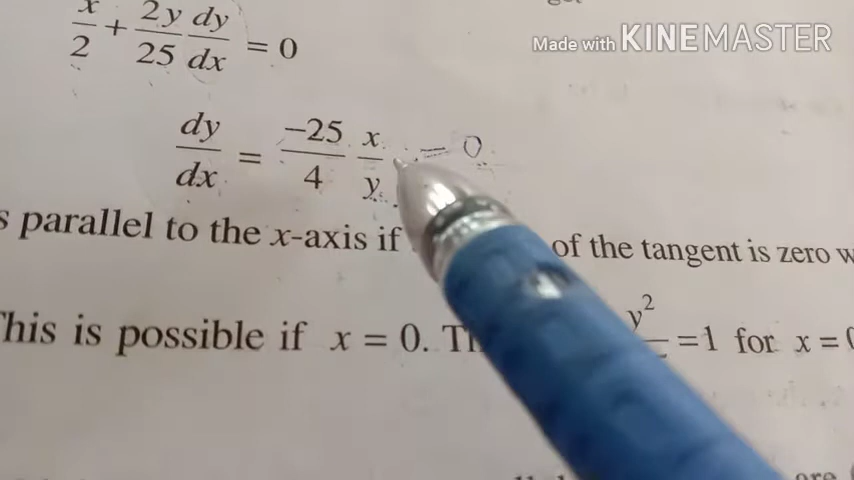 Made with KINEMASTER
x/2 + 2y/25 dy/dx = 0
dy/dx = -25/4 x/y = 0
parallel to the x-axis if of the tangent is zero
This is possible if x = 0. y² = 1 for x =